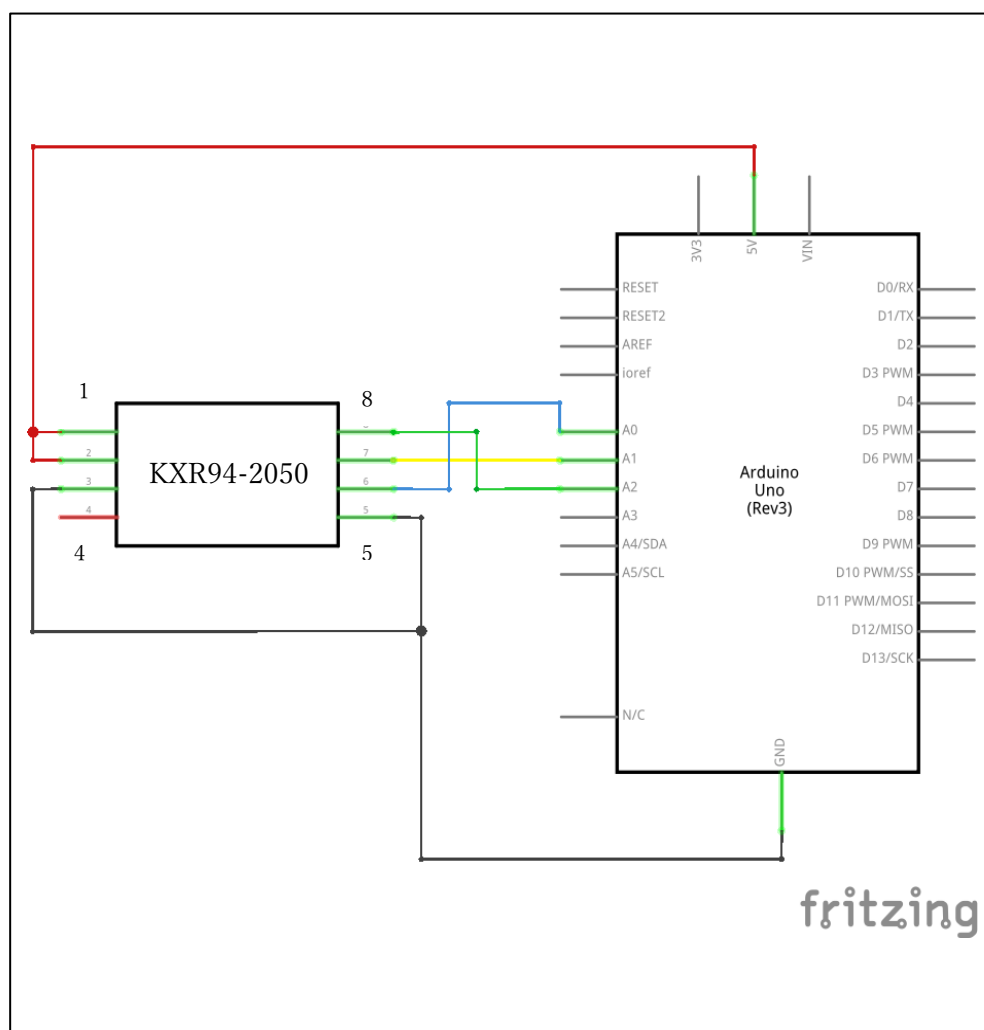 3V3
5V
VIN
RESET
D0/RX
RESET2
D1/TX
AREF
D2
ioref
D3 PWM
1
8
D4
A0
D5 PWM
2
KXR94-2050
7
A1
D6 PWM
3
6
A2
Arduino
Uno
(Rev3)
D7
4
5
A3
D8
4
5
A4/SDA
D9 PWM
A5/SCL
D10 PWM/SS
D11 PWM/MOSI
D12/MISO
D13/SCK
N/C
GND
fritzing